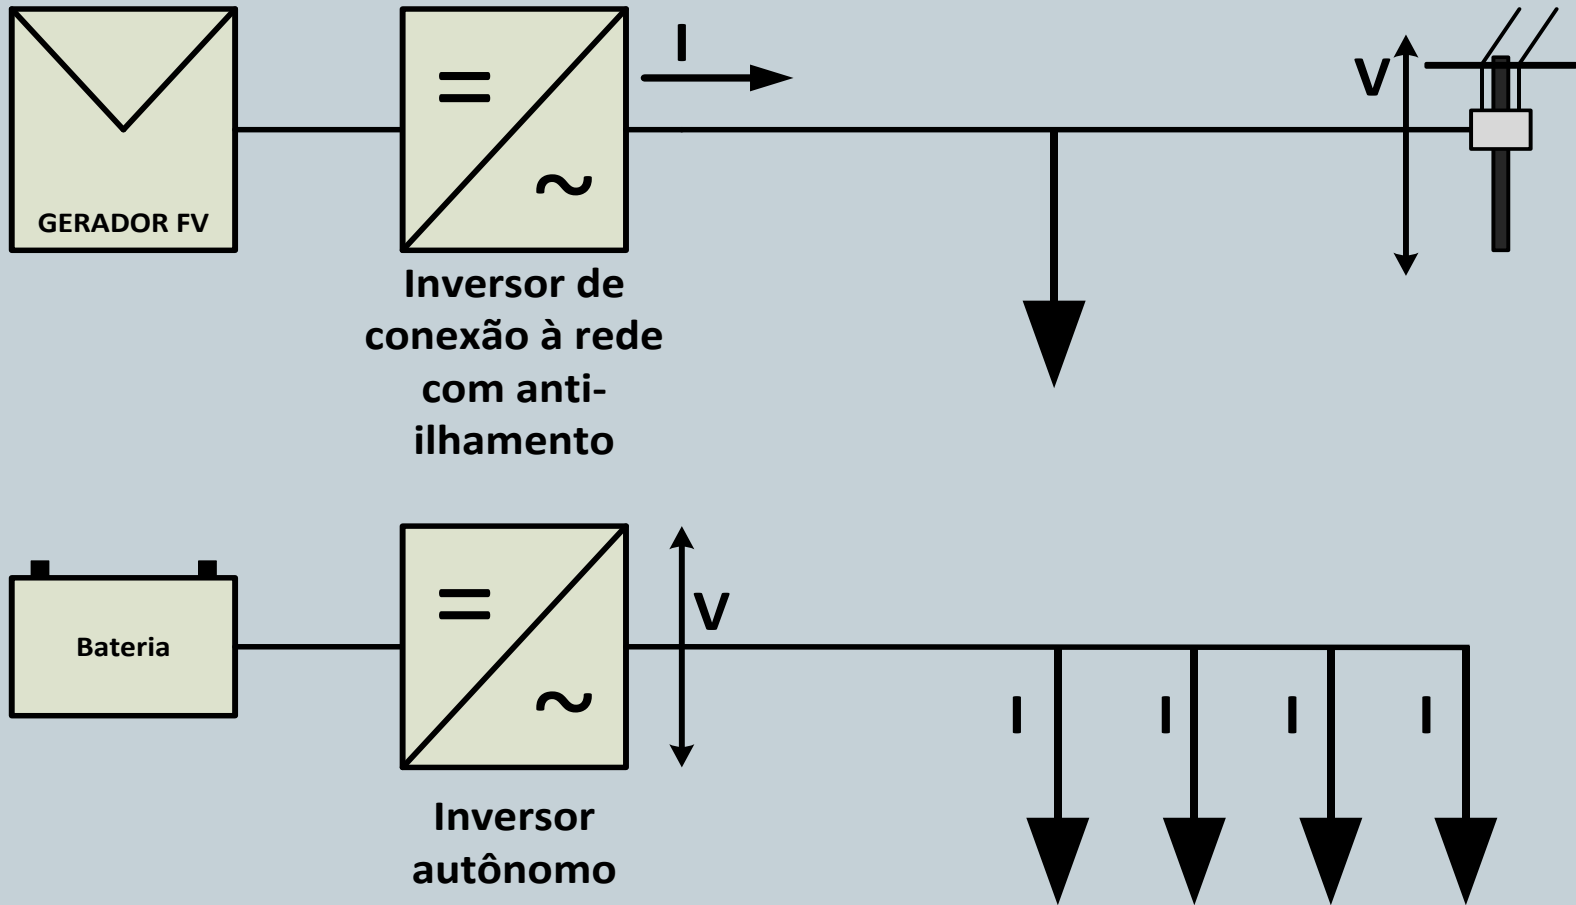 I
V
=
~
GERADOR FV
Inversor de
conexão à rede
com anti-
ilhamento
=
~
V
Bateria
I I I I
Inversor
autônomo